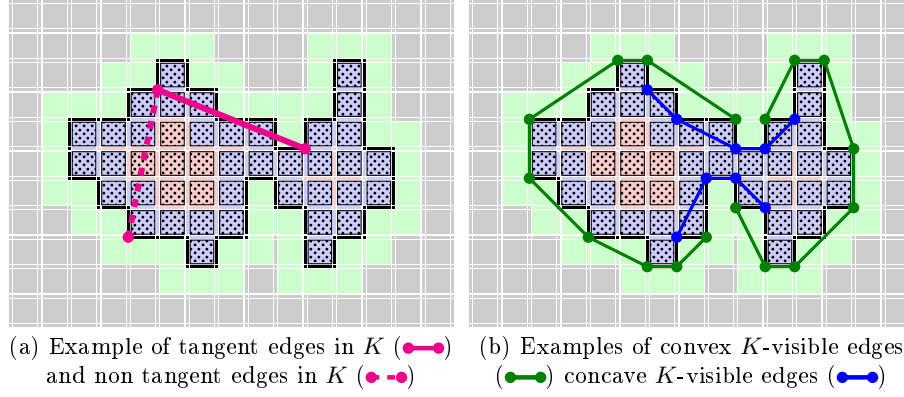 (a) Example of tangent edges in K (●–●)
and non tangent edges in K (●--●)
(b) Examples of convex K-visible edges
(●–●) concave K-visible edges (●–●)